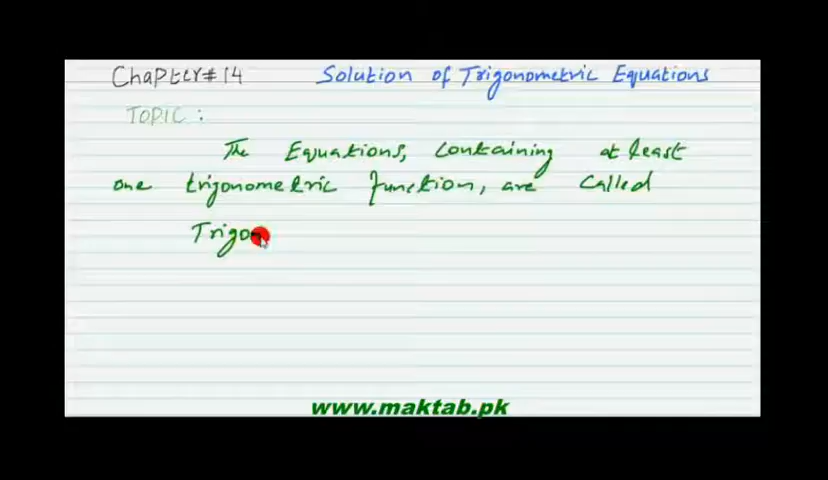 Chapter#14 Solution of Trigonometric Equations
TOPIC :
The Equations, Containing at least
one trigonometric function, are Called
Trigon
www.maktab.pk